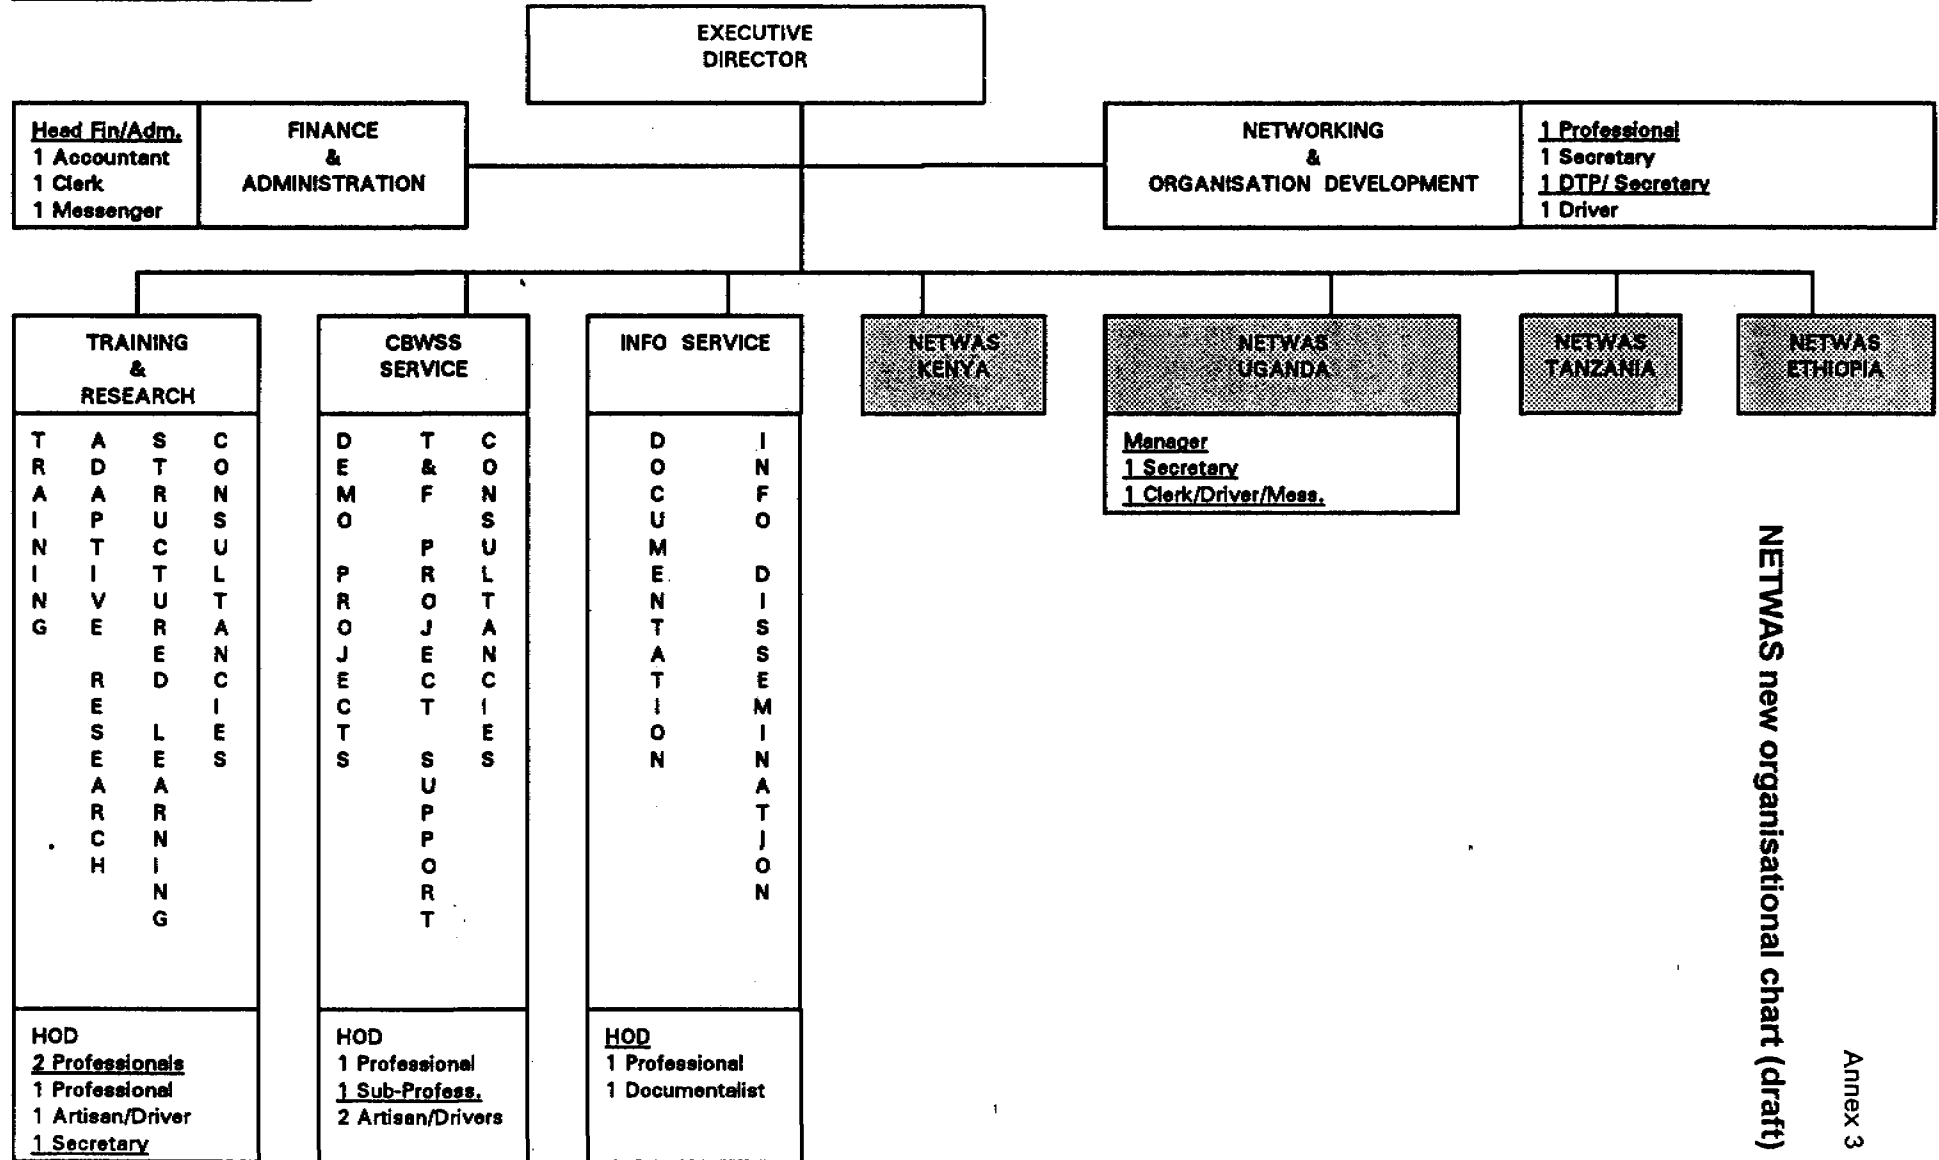 EXECUTIVE
DIRECTOR
Head Fin/Adm.
1 Accountant
1 Clerk
1 Messenger
FINANCE
&
ADMINISTRATION
NETWORKING
&
ORGANISATION DEVELOPMENT
1 Professional
1 Secretary
1 DTP/ Secretary
1 Driver
TRAINING
&
RESEARCH
TRAINING
ADAPTIVE RESEARCH
STRUCTURED LEARNING
CONSULTANCIES
HOD
2 Professionals
1 Professional
1 Artisan/Driver
1 Secretary
CBWSS
SERVICE
DEMO PROJECTS
T&F PROJECT SUPPORT
CONSULTANCIES
HOD
1 Professional
1 Sub-Profess.
2 Artisan/Drivers
INFO SERVICE
DOCUMENTATION
INFO DISSEMINATION
HOD
1 Professional
1 Documentalist
NETWAS
KENYA
NETWAS
UGANDA
Manager
1 Secretary
1 Clerk/Driver/Mess.
NETWAS
TANZANIA
NETWAS
ETHIOPIA
Annex 3
NETWAS new organisational chart (draft)